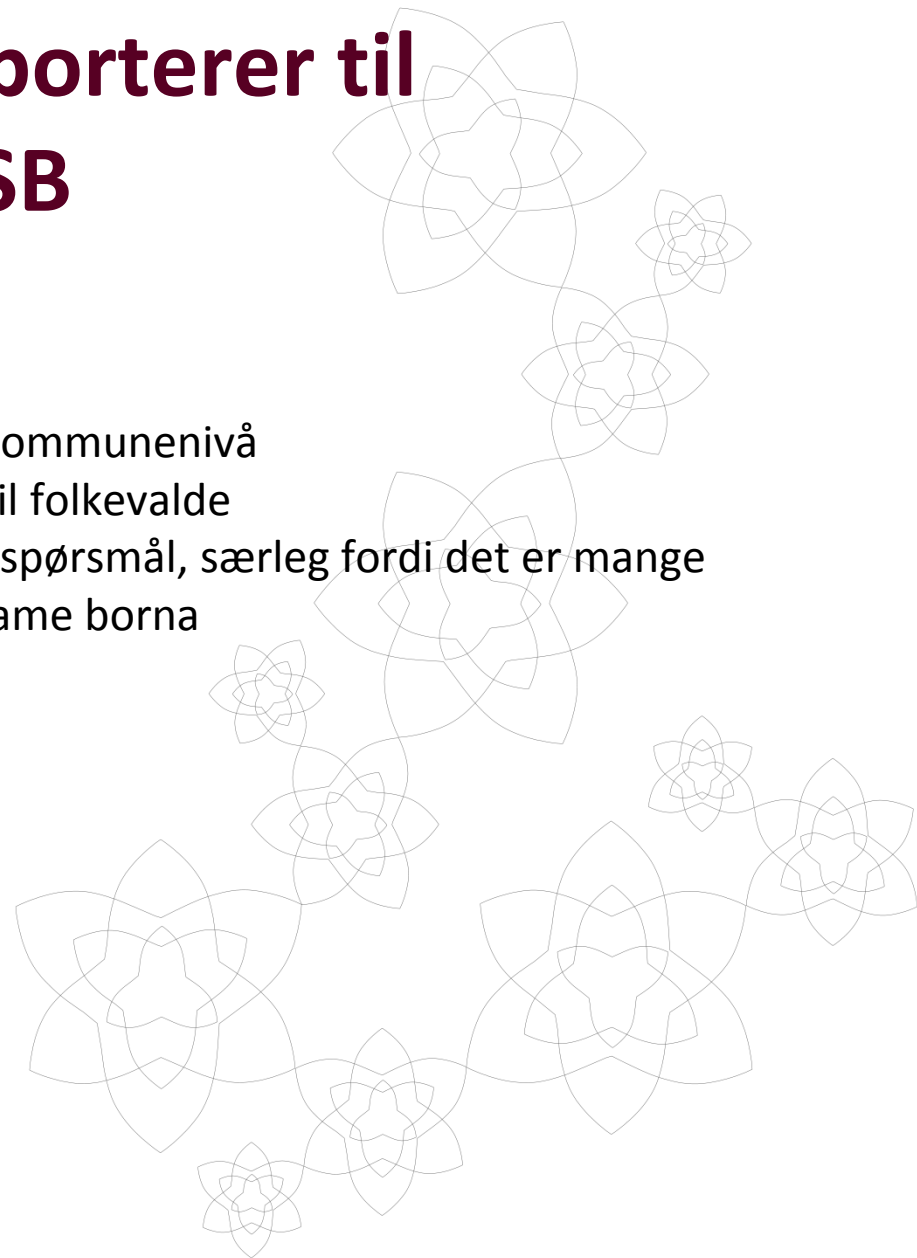 porterer til
SB
ommunenivå
il folkevalde
spørsmål, særleg fordi det er mange
ame borna